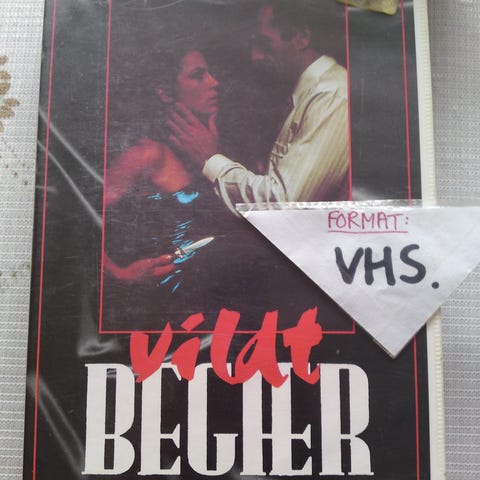 FORMAT:
VHS.
vildt
BEGÆR